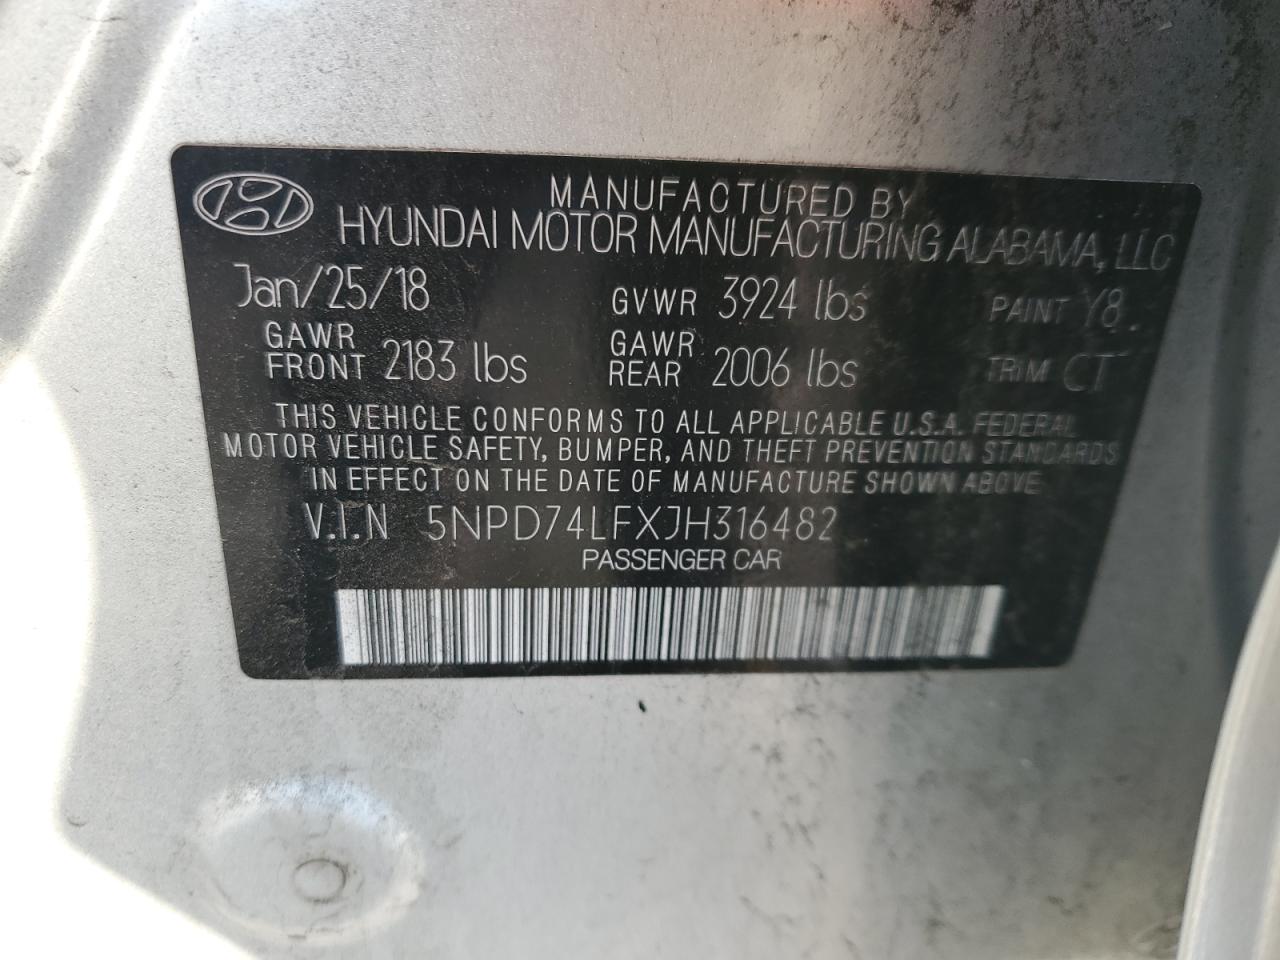 MANUFACTURED BY
HYUNDAI MOTOR MANUFACTURING ALABAMA, LLC
Jan/25/18 GVWR 3924 lbs PAINT Y8
GAWR FRONT 2183 lbs GAWR REAR 2006 lbs TRIM CT
THIS VEHICLE CONFORMS TO ALL APPLICABLE U.S.A. FEDERAL
MOTOR VEHICLE SAFETY, BUMPER, AND THEFT PREVENTION STANDARDS
IN EFFECT ON THE DATE OF MANUFACTURE SHOWN ABOVE
V.I.N 5NPD74LFXJH316482
PASSENGER CAR